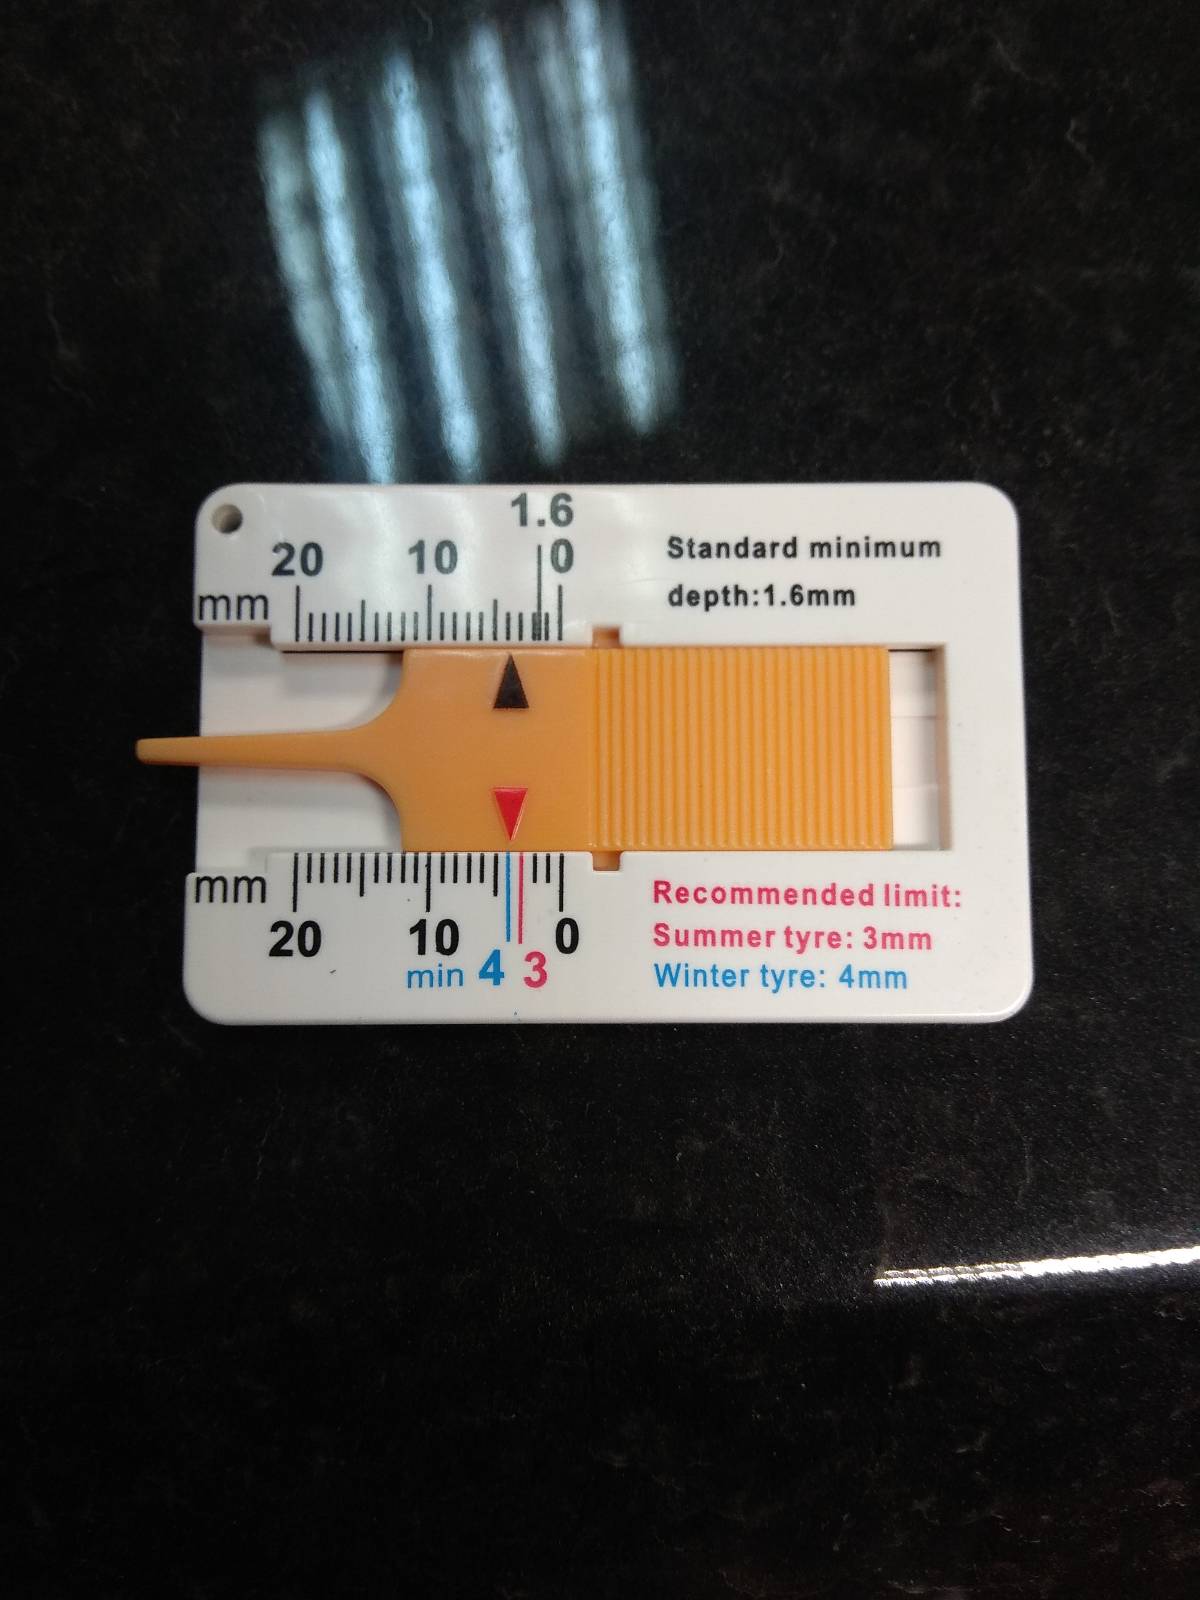 1.6
20 10 0
mm
Standard minimum
depth:1.6mm
mm
20 10 0
min 4 3
Recommended limit:
Summer tyre: 3mm
Winter tyre: 4mm